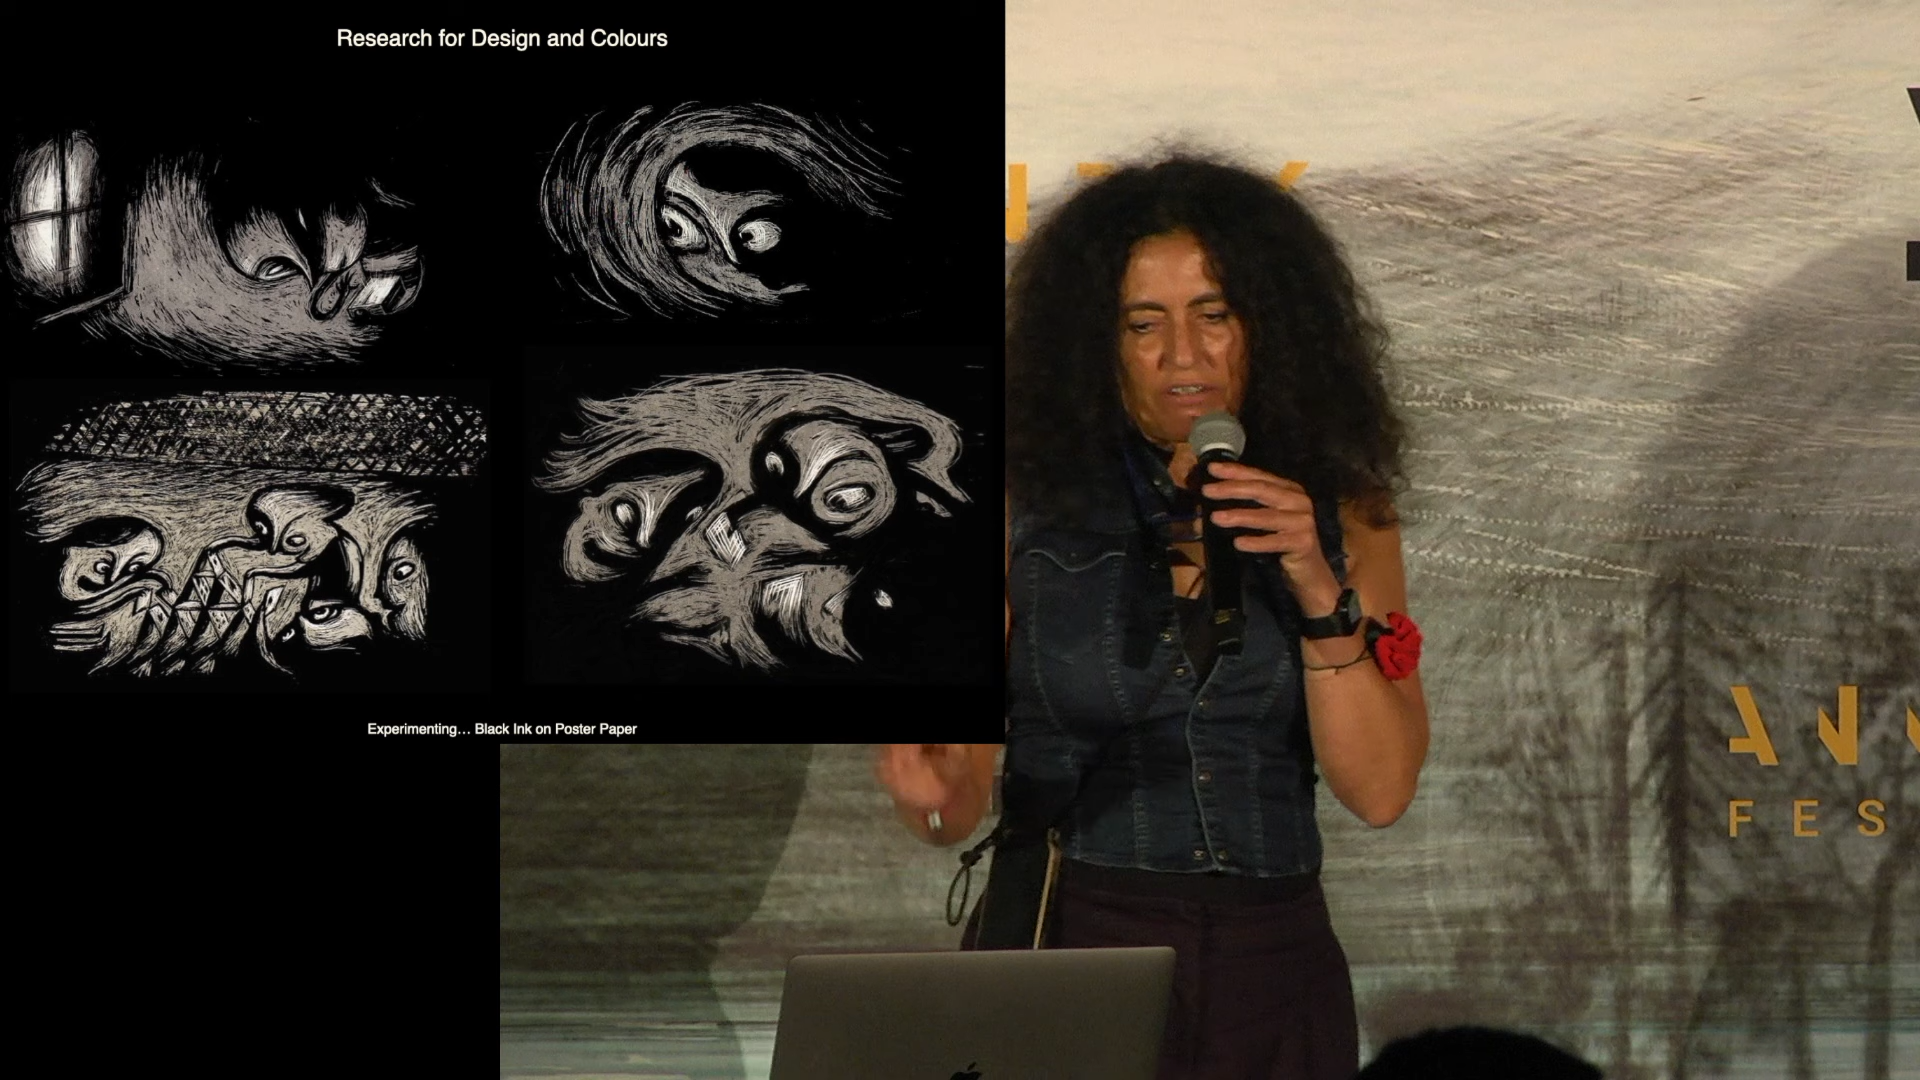 Research for Design and Colours
Experimenting... Black Ink on Poster Paper
FES